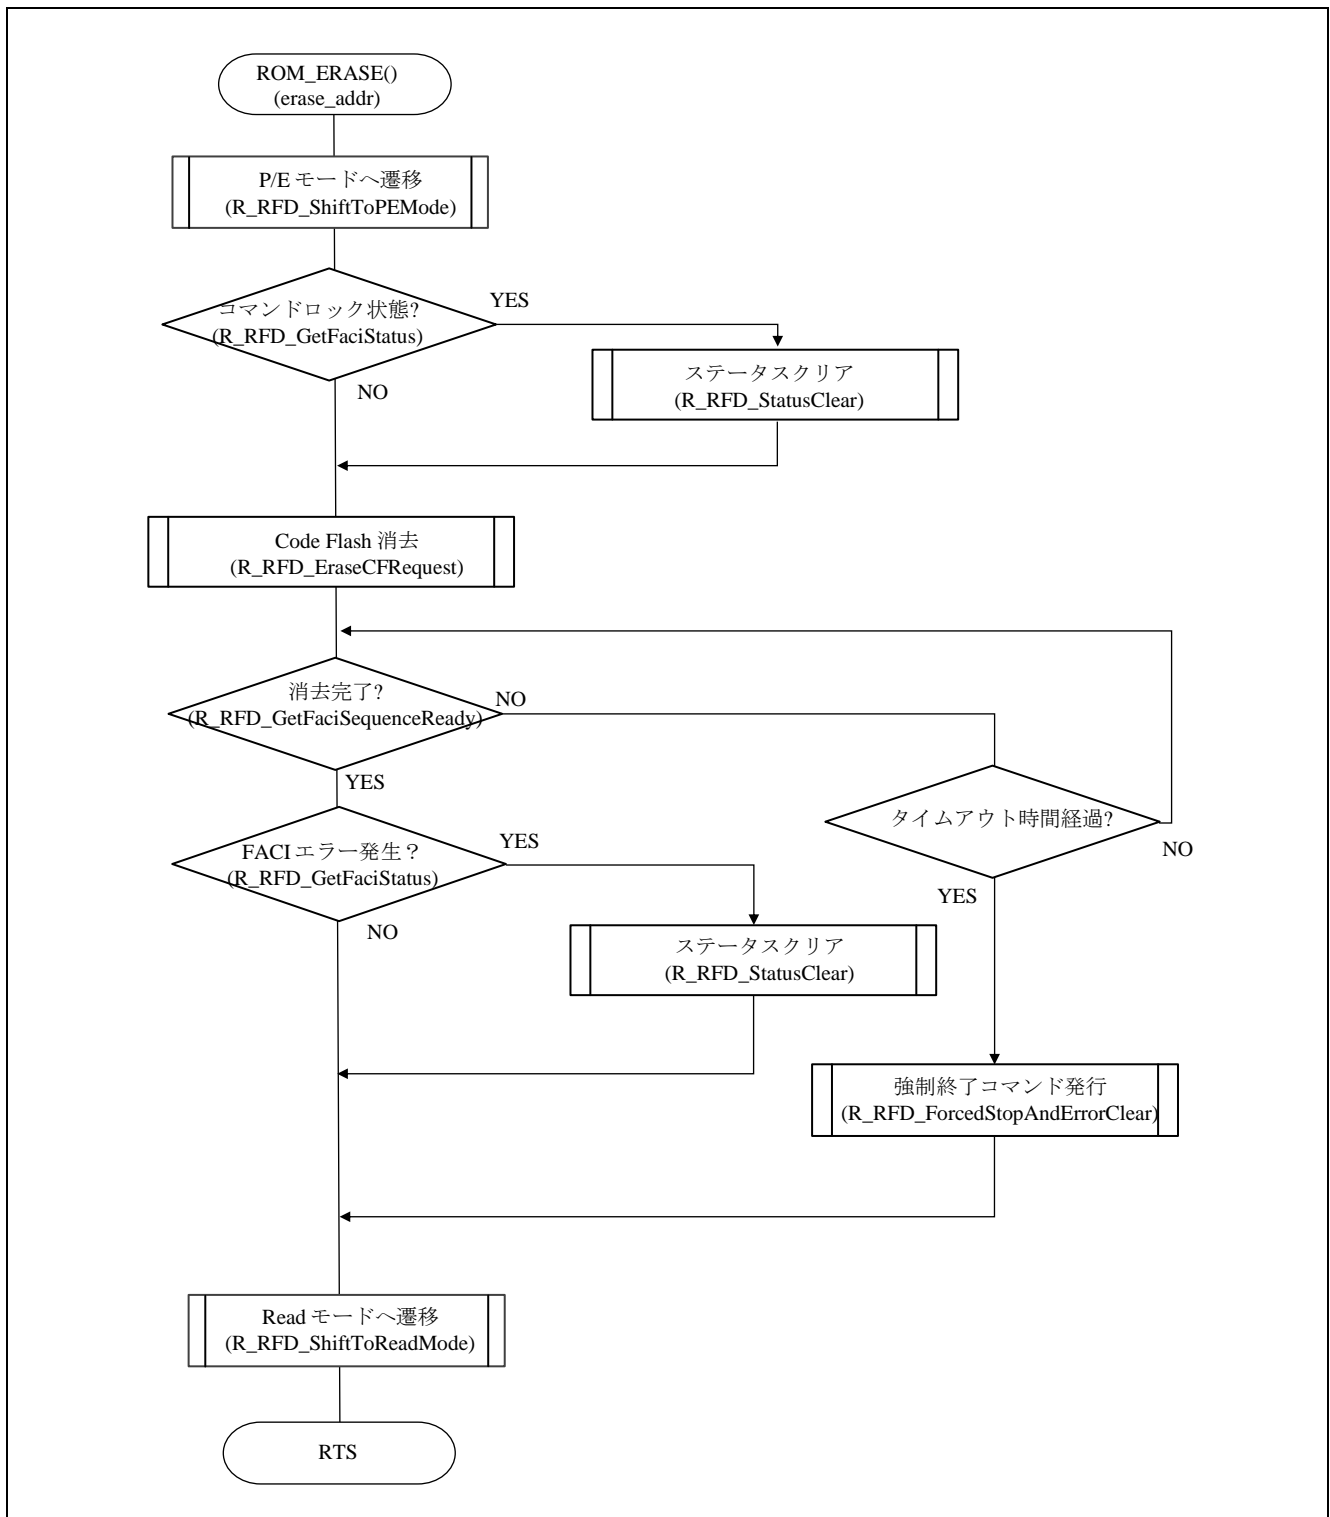 ROM_ERASE()
(erase_addr)
P/E モードへ遷移
(R_RFD_ShiftToPEMode)
コマンドロック状態?
(R_RFD_GetFaciStatus)
YES
ステータスクリア
(R_RFD_StatusClear)
NO
Code Flash 消去
(R_RFD_EraseCFRequest)
消去完了?
(R_RFD_GetFaciSequenceReady)
NO
YES
タイムアウト時間経過?
NO
YES
FACI エラー発生？
(R_RFD_GetFaciStatus)
YES
NO
ステータスクリア
(R_RFD_StatusClear)
強制終了コマンド発行
(R_RFD_ForcedStopAndErrorClear)
Read モードへ遷移
(R_RFD_ShiftToReadMode)
RTS